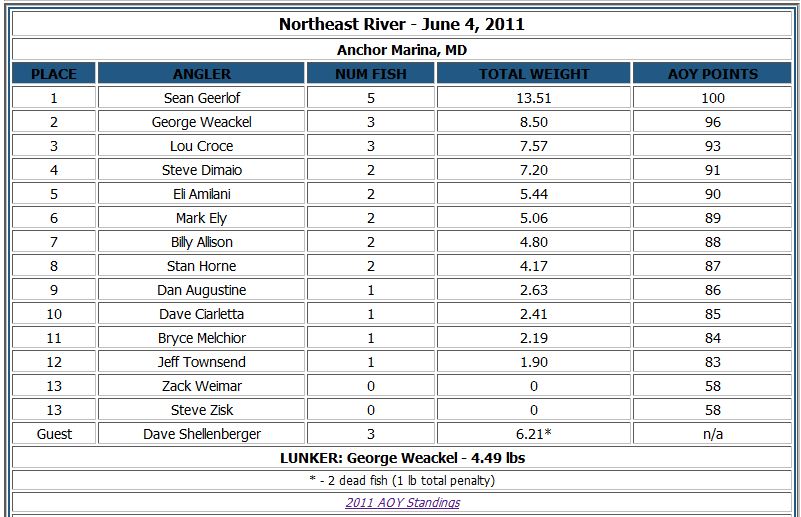 Northeast River - June 4, 2011
Anchor Marina, MD
PLACE ANGLER NUM FISH TOTAL WEIGHT AOY POINTS
1 Sean Geerlof 5 13.51 100
2 George Weackel 3 8.50 96
3 Lou Croce 3 7.57 93
4 Steve Dimaio 2 7.20 91
5 Eli Amilani 2 5.44 90
6 Mark Ely 2 5.06 89
7 Billy Allison 2 4.80 88
8 Stan Horne 2 4.17 87
9 Dan Augustine 1 2.63 86
10 Dave Ciarletta 1 2.41 85
11 Bryce Melchior 1 2.19 84
12 Jeff Townsend 1 1.90 83
13 Zack Weimar 0 0 58
13 Steve Zisk 0 0 58
Guest Dave Shellenberger 3 6.21* n/a
LUNKER: George Weackel - 4.49 lbs
* - 2 dead fish (1 lb total penalty)
2011 AOY Standings